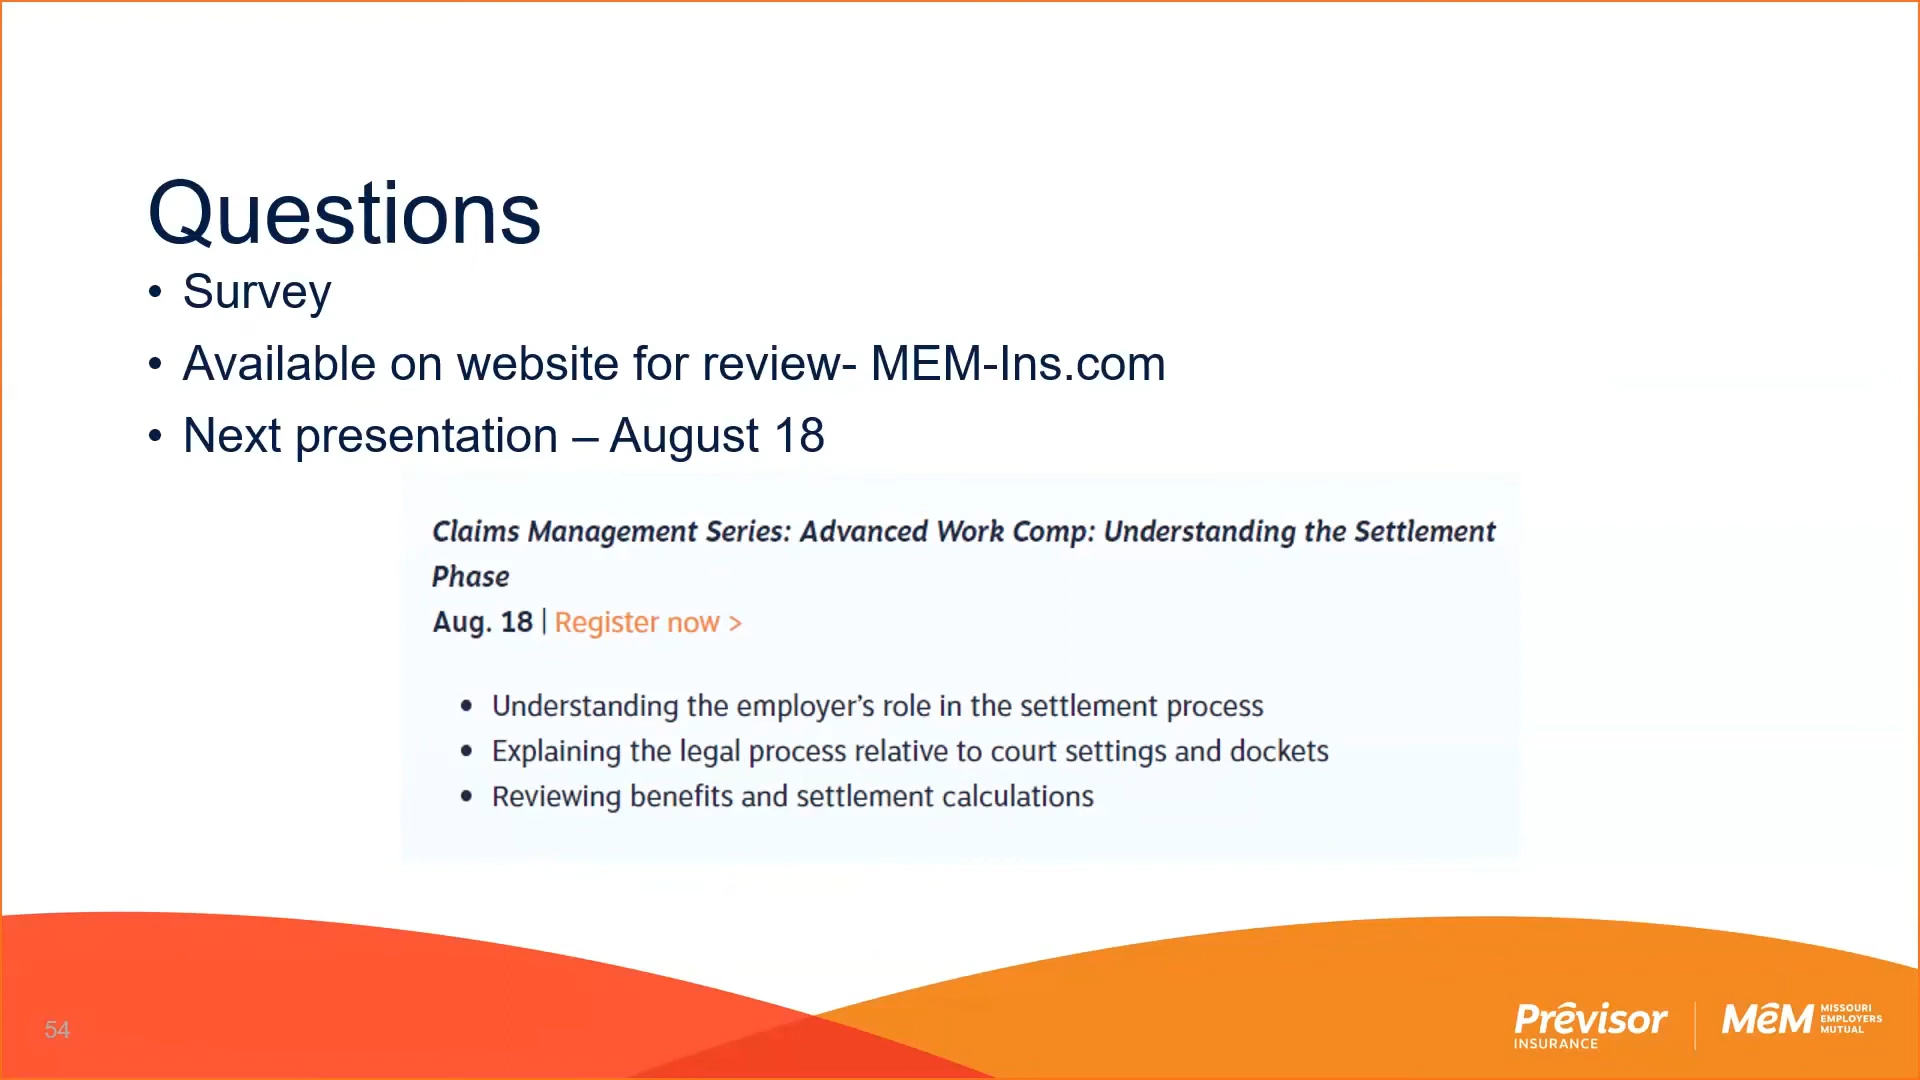 Questions
• Survey
• Available on website for review- MEM-Ins.com
• Next presentation – August 18
Claims Management Series: Advanced Work Comp: Understanding the Settlement
Phase
Aug. 18 | Register now >
• Understanding the employer’s role in the settlement process
• Explaining the legal process relative to court settings and dockets
• Reviewing benefits and settlement calculations
54
Prêvisor
INSURANCE
MêM
MISSOURI
EMPLOYERS
MUTUAL